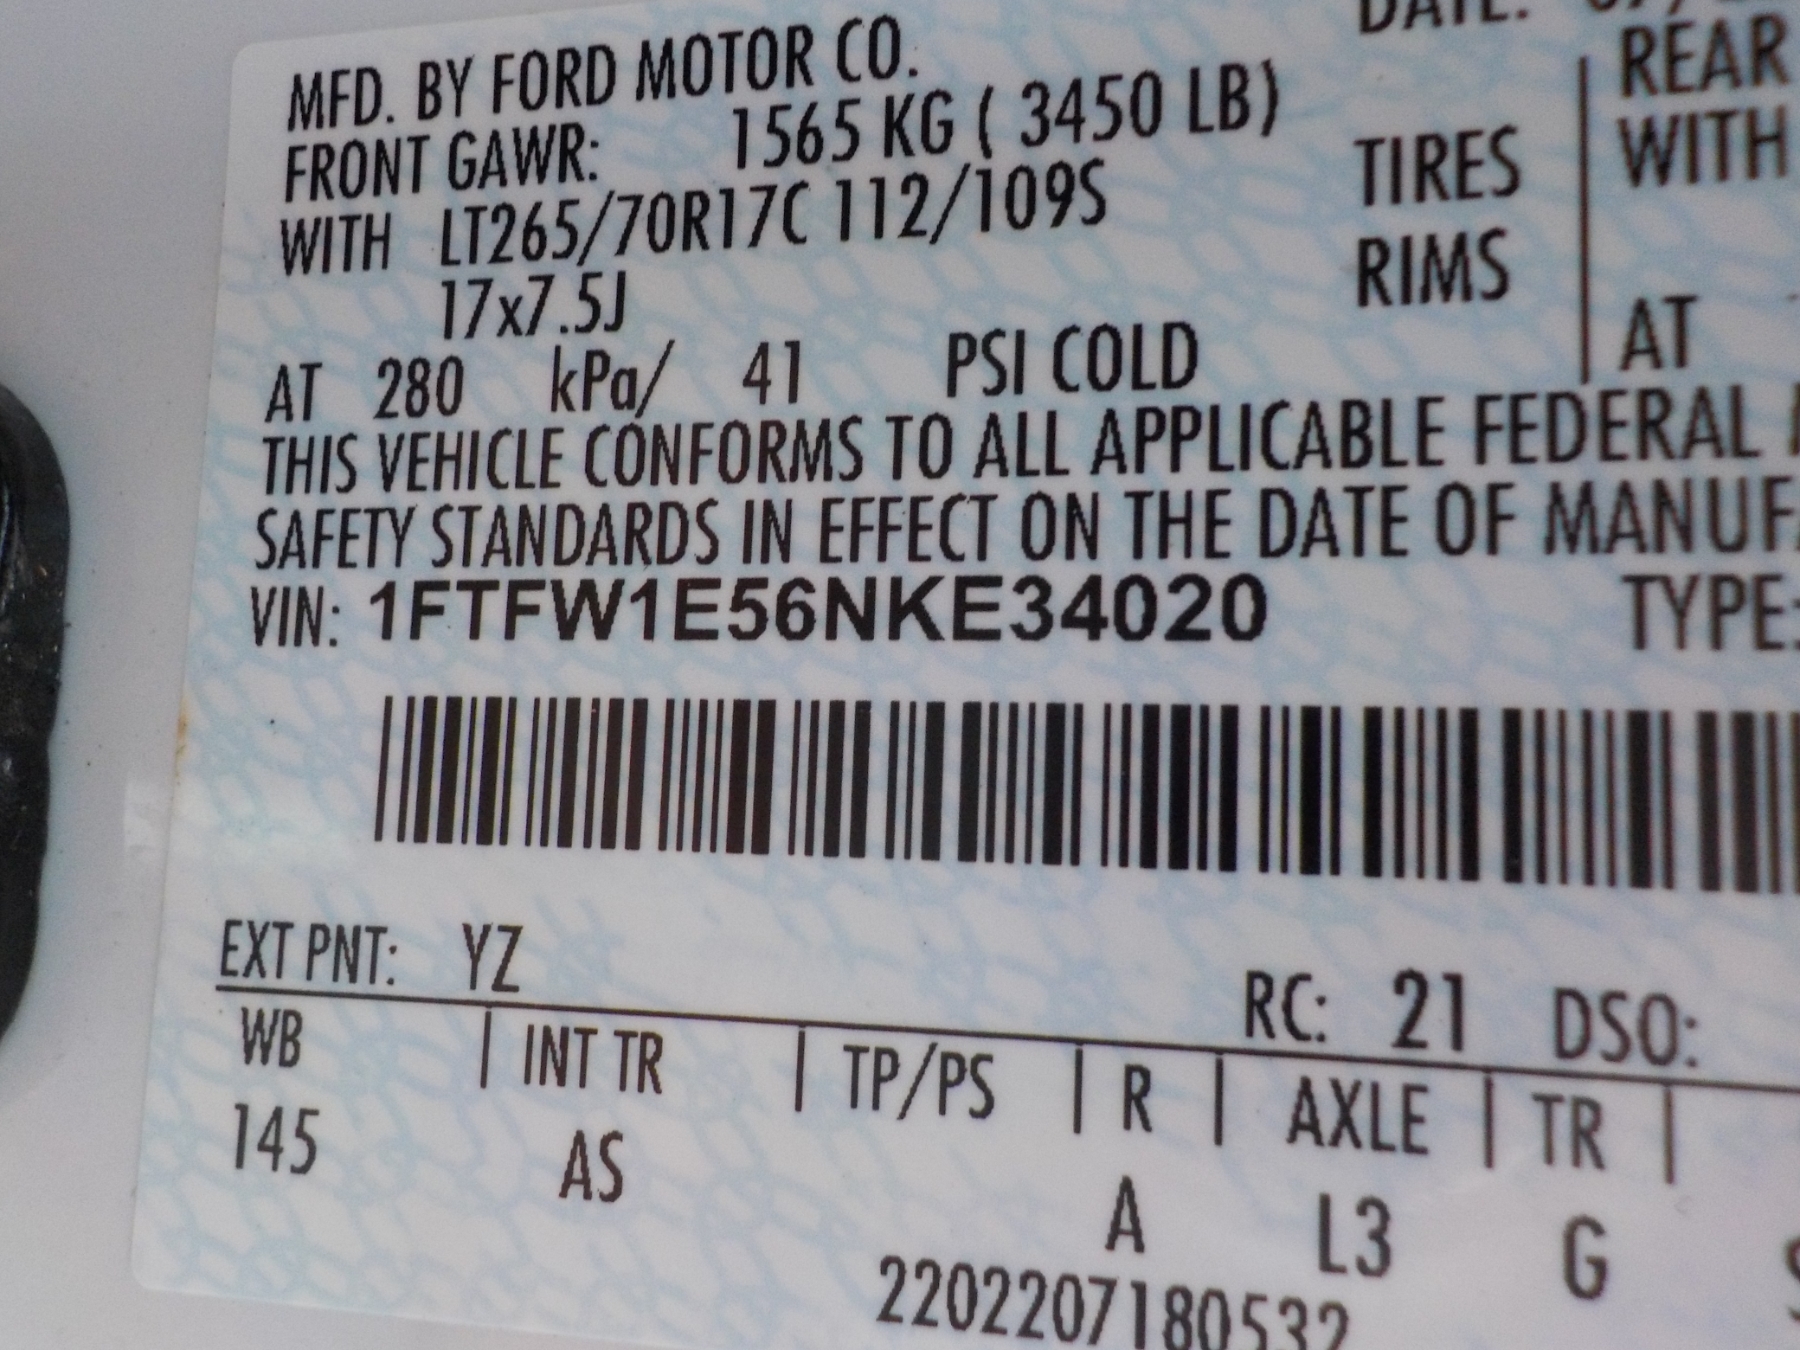 DATE:
MFD. BY FORD MOTOR CO.
FRONT GAWR: 1565 KG ( 3450 LB)
WITH LT265/70R17C 112/109S TIRES
17x7.5J RIMS
AT 280 kPa/ 41 PSI COLD
REAR
WITH
AT
THIS VEHICLE CONFORMS TO ALL APPLICABLE FEDERAL
SAFETY STANDARDS IN EFFECT ON THE DATE OF MANUF
VIN: 1FTFW1E56NKE34020 TYPE:
EXT PNT: YZ RC: 21 DSO:
WB | INT TR | TP/PS | R | AXLE | TR |
145 AS A L3 G
2202207180532